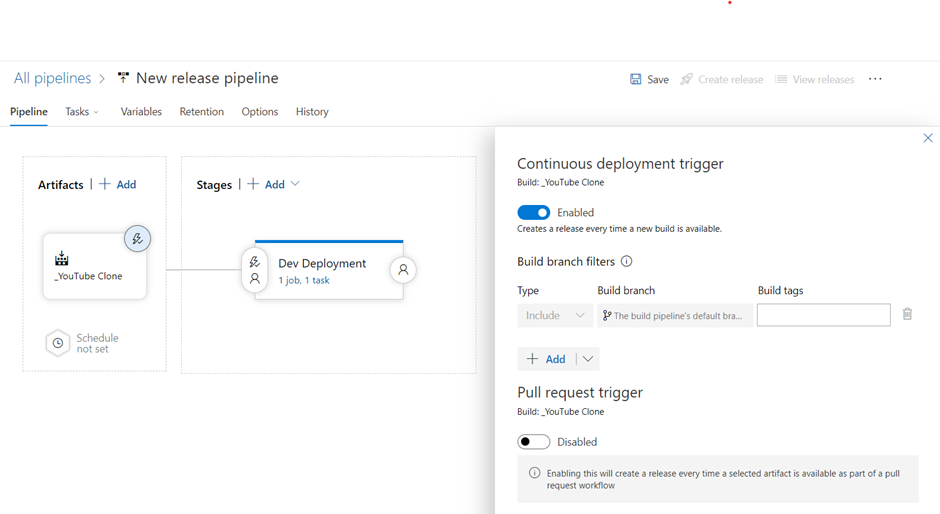 All pipelines > New release pipeline
Save Create release View releases ...
Pipeline Tasks Variables Retention Options History
Artifacts | + Add
Stages | + Add
_YouTube Clone
Schedule
not set
Dev Deployment
1 job, 1 task
Continuous deployment trigger
Build: _YouTube Clone
Enabled
Creates a release every time a new build is available.
Build branch filters
Type Build branch Build tags
Include The build pipeline's default bra...
+ Add
Pull request trigger
Build: _YouTube Clone
Disabled
Enabling this will create a release every time a selected artifact is available as part of a pull
request workflow